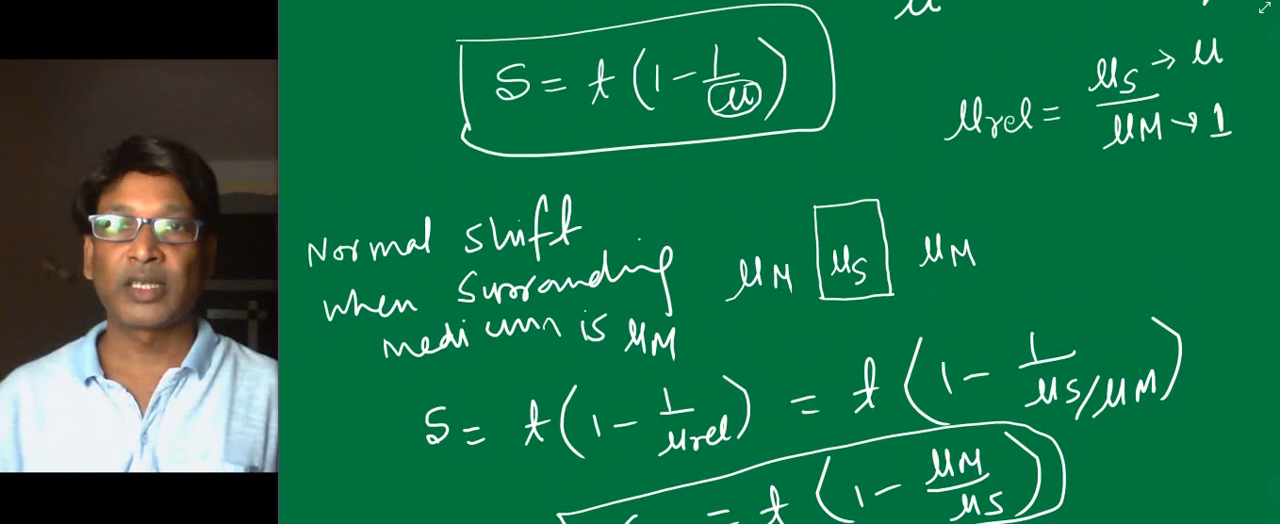 μ
S = t (1 - 1/μ)
μrel = μS → μ / μM → 1
Normal shift
when surrounding
medium is μM
μM μS μM
S = t (1 - 1/μrel) = t (1 - 1/μS/μM)
= t (1 - μM/μS)